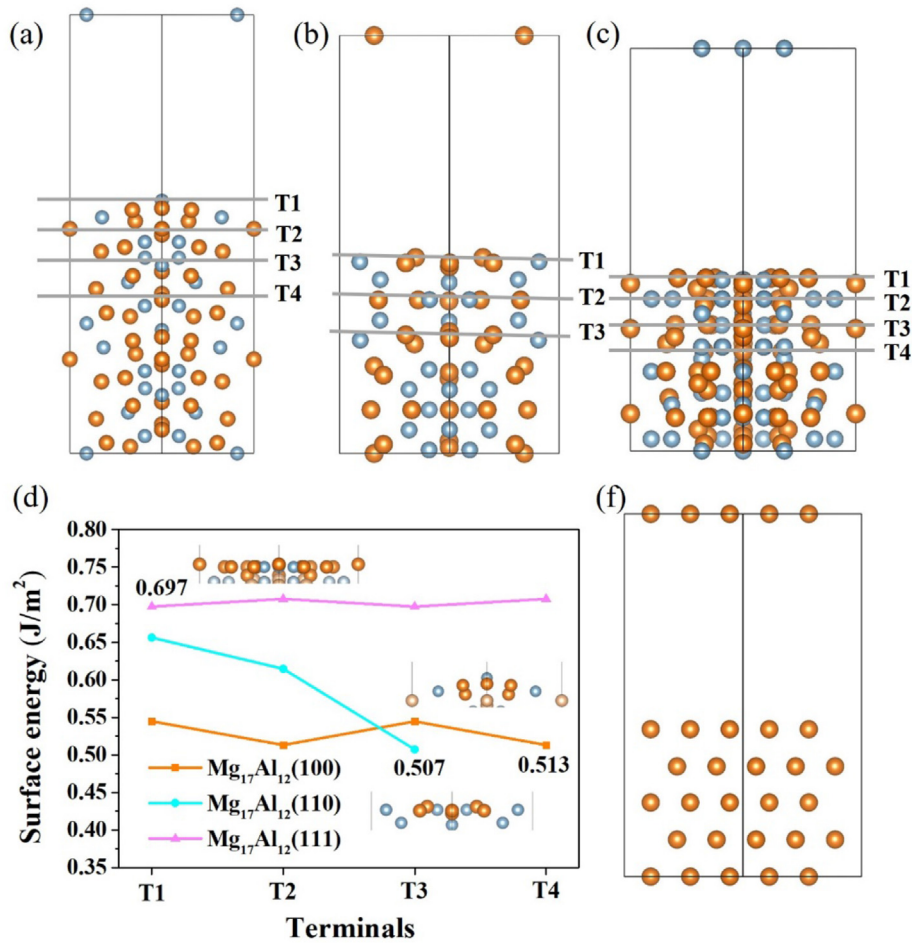 (a)
T1
T2
T3
T4
(b)
T1
T2
T3
(c)
T1
T2
T3
T4
(d)
Surface energy (J/m²)
0.80
0.75
0.70
0.65
0.60
0.55
0.50
0.45
0.40
0.35
0.697
0.507
0.513
Mg₁₇Al₁₂(100)
Mg₁₇Al₁₂(110)
Mg₁₇Al₁₂(111)
T1 T2 T3 T4
Terminals
(f)